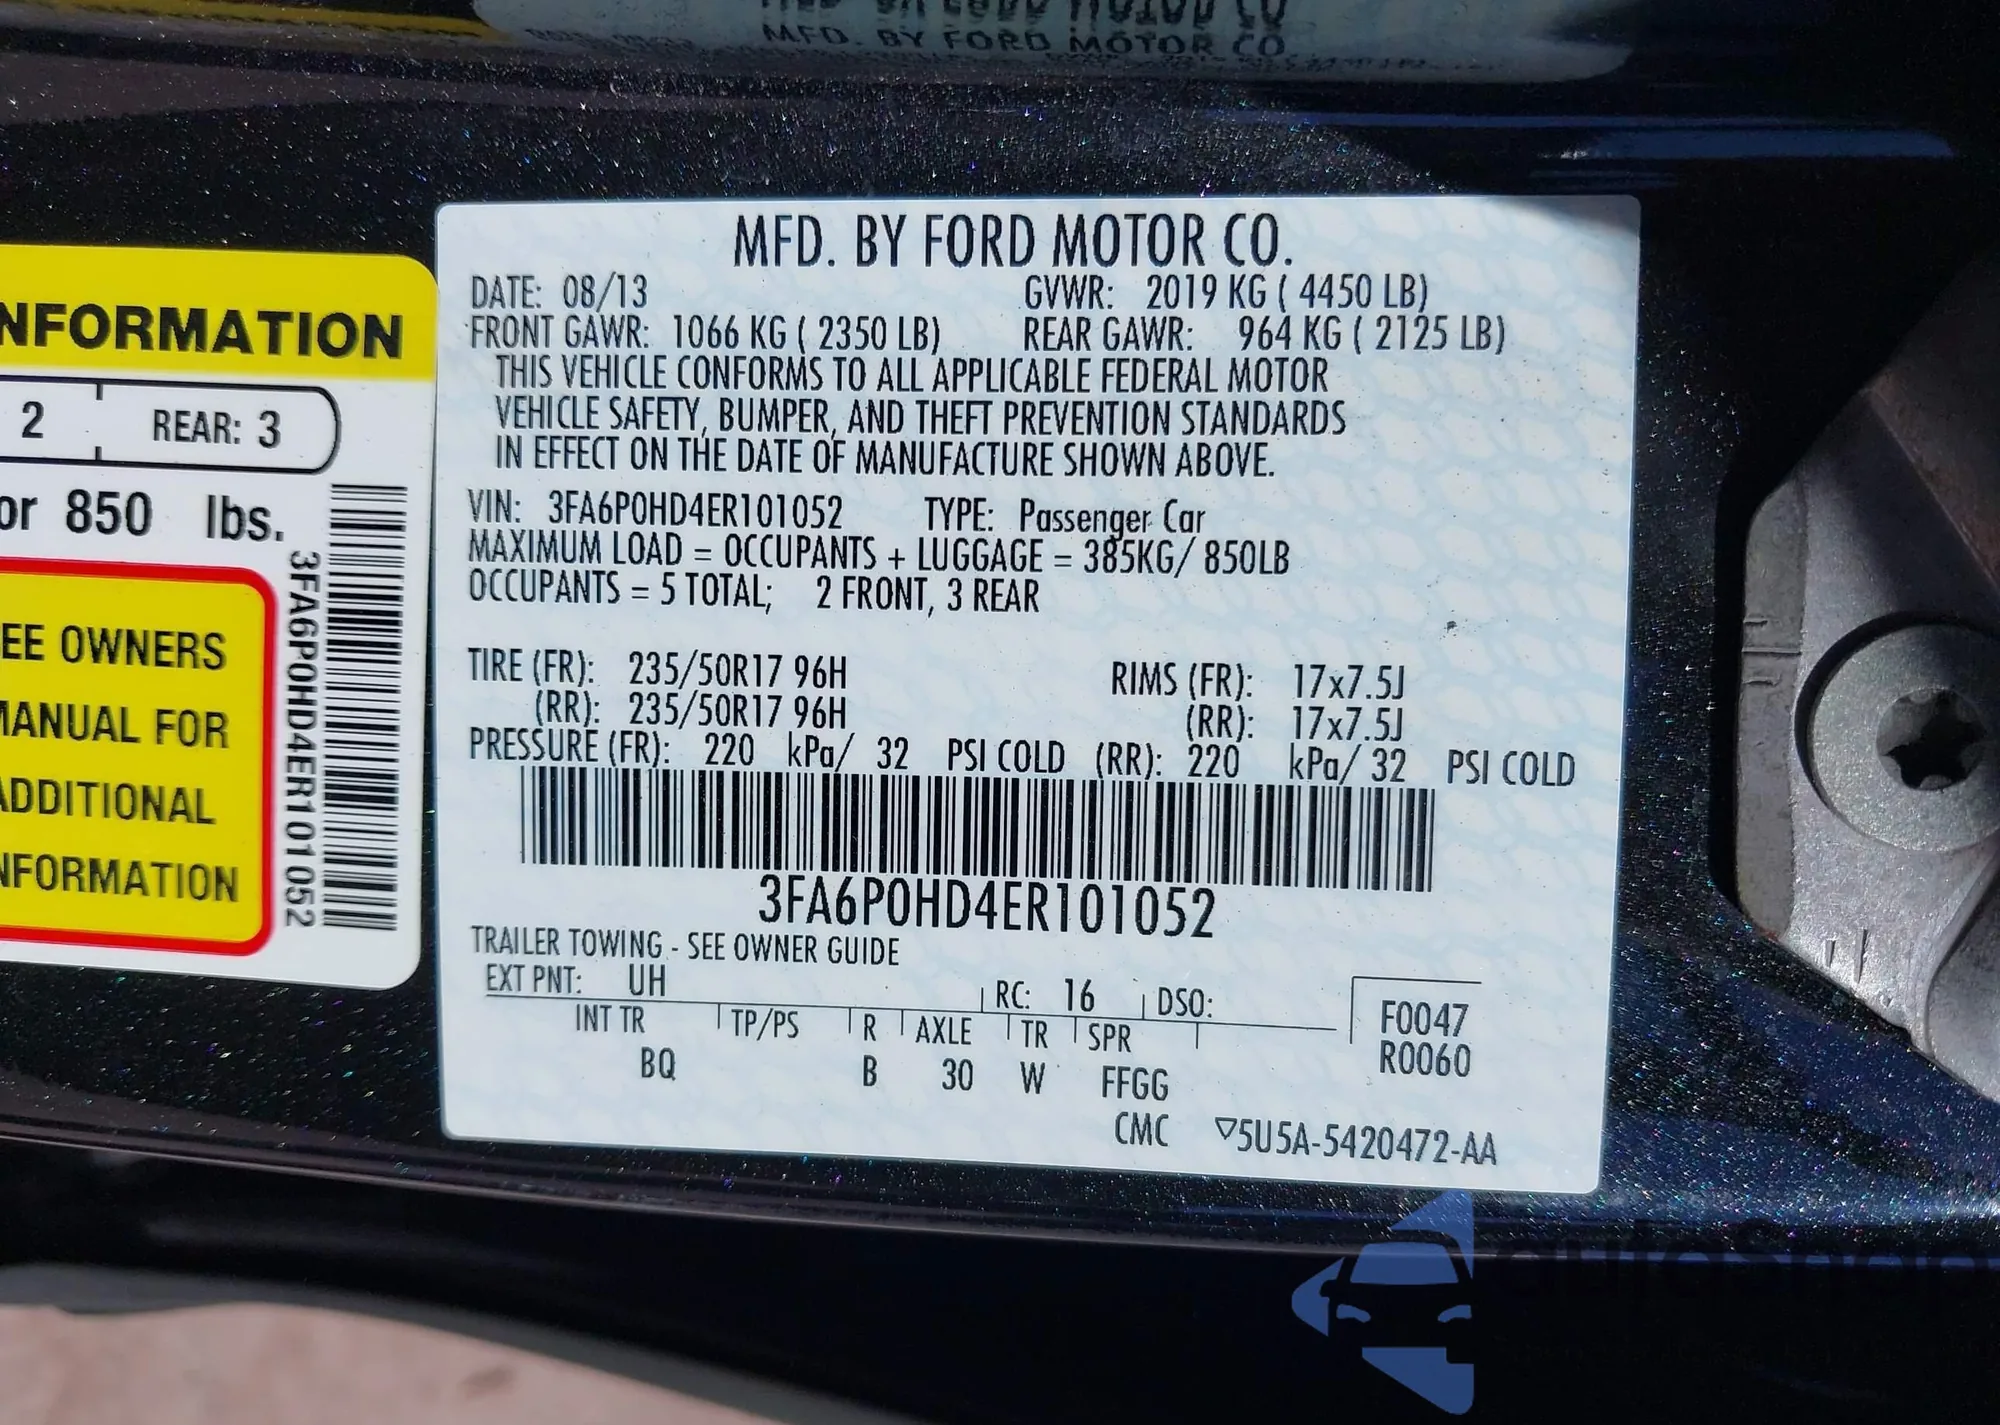 MFD. BY FORD MOTOR CO.
NFORMATION
2 REAR: 3
or 850 lbs.
3FA6P0HD4ER101052
EE OWNERS
MANUAL FOR
ADDITIONAL
NFORMATION
MFD. BY FORD MOTOR CO.
DATE: 08/13 GVWR: 2019 KG ( 4450 LB)
FRONT GAWR: 1066 KG ( 2350 LB) REAR GAWR: 964 KG ( 2125 LB)
THIS VEHICLE CONFORMS TO ALL APPLICABLE FEDERAL MOTOR
VEHICLE SAFETY, BUMPER, AND THEFT PREVENTION STANDARDS
IN EFFECT ON THE DATE OF MANUFACTURE SHOWN ABOVE.
VIN: 3FA6P0HD4ER101052 TYPE: Passenger Car
MAXIMUM LOAD = OCCUPANTS + LUGGAGE = 385KG/ 850LB
OCCUPANTS = 5 TOTAL; 2 FRONT, 3 REAR
TIRE (FR): 235/50R17 96H RIMS (FR): 17x7.5J
(RR): 235/50R17 96H (RR): 17x7.5J
PRESSURE (FR): 220 kPa/ 32 PSI COLD (RR): 220 kPa/ 32 PSI COLD
3FA6P0HD4ER101052
TRAILER TOWING - SEE OWNER GUIDE
EXT PNT: UH RC: 16 DSO:
INT TR TP/PS R AXLE TR SPR F0047
BQ B 30 W FFGG R0060
CMC ▽5U5A-5420472-AA